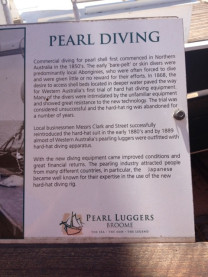 PEARL DIVING
Commercial diving for pearl shell first commenced in Northern
Australia in the 1850's. The early 'bare-pelt' or skin divers were
predominantly local Aborigines, who were often forced to dive
and were given little or no reward for their efforts. In 1868, the
desire to access shell beds located in deeper water paved the way
for Western Australia's first trial of hard hat diving equipment.
Many of the divers were intimidated by the unfamiliar equipment
and showed great resistance to the new technology. The trial was
considered unsuccessful and the hard-hat rig was abandoned for
a number of years.
Local businessmen Messrs Clark and Street successfully
reintroduced the hard-hat suit in the early 1880's and by 1889
almost all Western Australia's pearling luggers were outfitted with
hard-hat diving apparatus.
With the new diving equipment came improved conditions and
great financial returns. The pearling industry attracted people
from many different countries, in particular, the Japanese
became well known for their expertise in the use of the new
hard-hat diving rig.
PEARL LUGGERS
BROOME